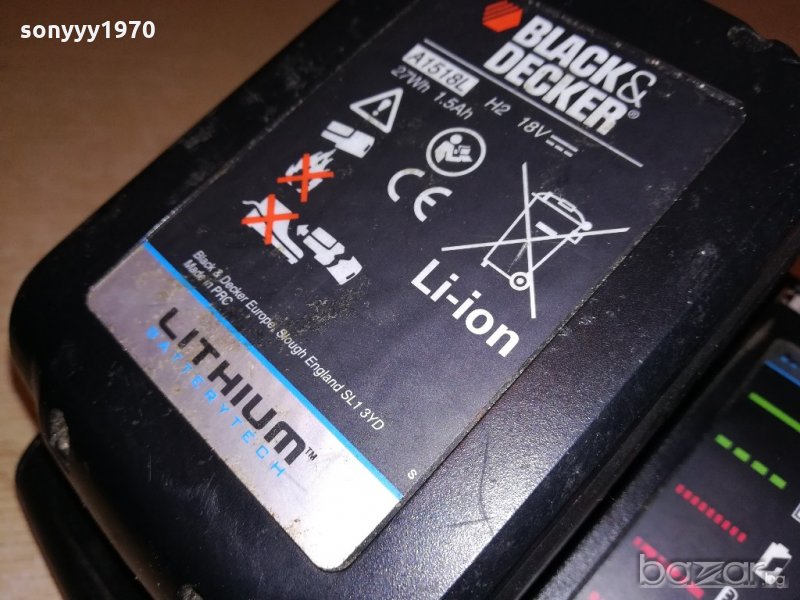 sonyyy1970
BLACK&
DECKER®
A1518L H2 18V
27Wh 1.5Ah
CE
Li-ion
Black & Decker Europe, Slough England SL1 3YD
Made in PRC
LITHIUM™
BATTERYTECH
S
bazar.bg